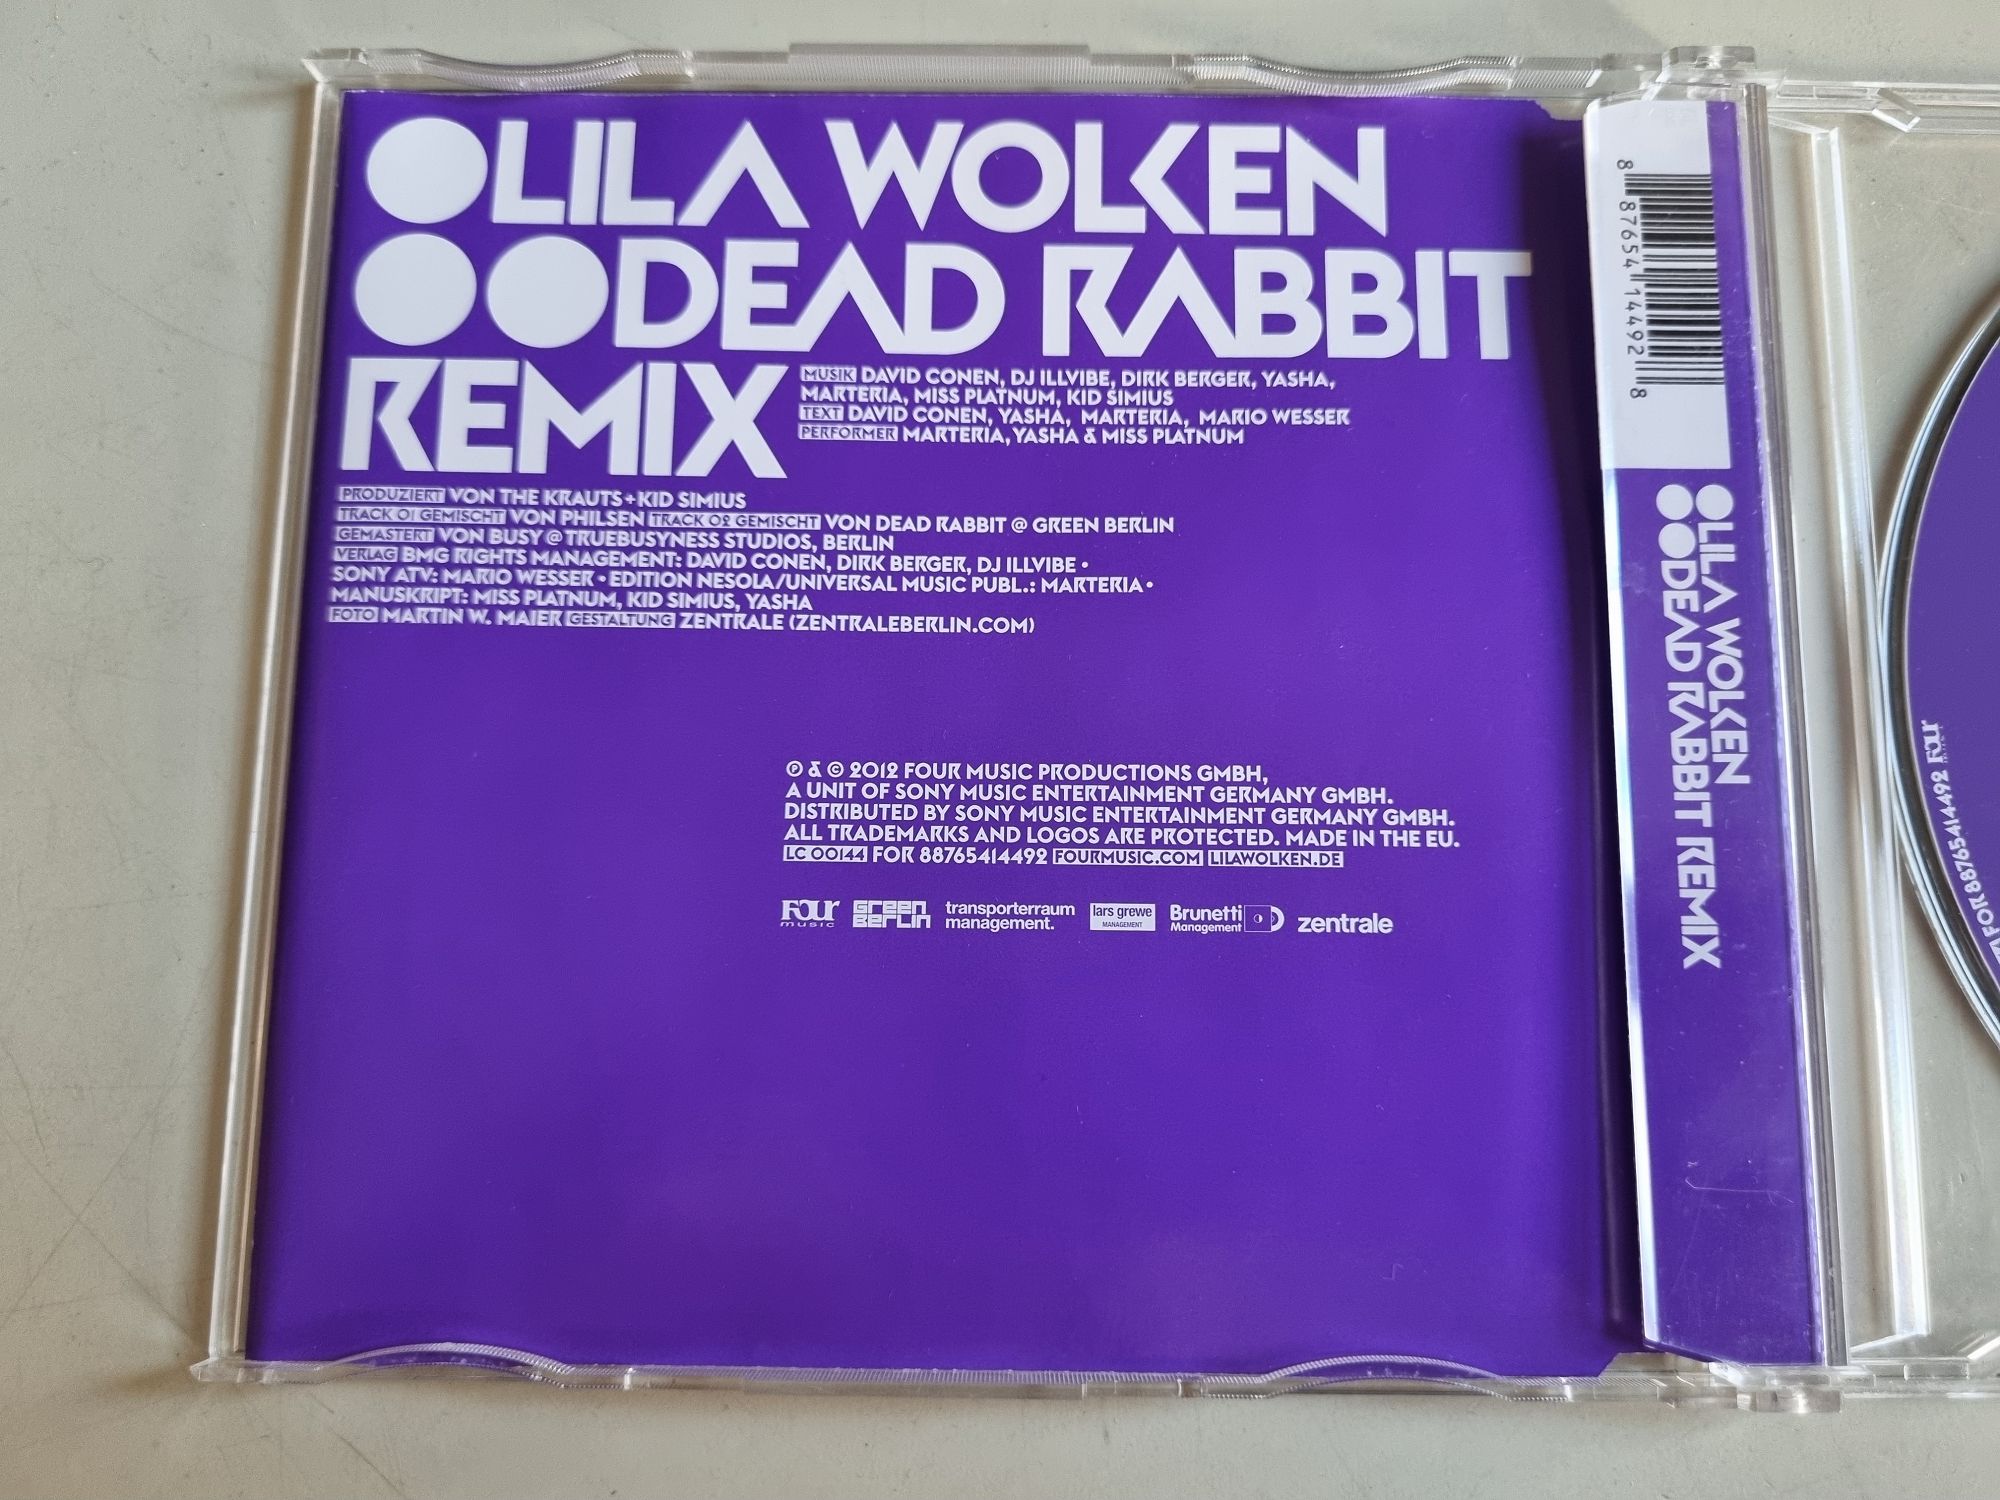 LILA WOLKEN
DEAD RABBIT
REMIX
MUSIK DAVID CONEN, DJ ILLVIBE, DIRK BERGER, YASHA,
MARTERIA, MISS PLATNUM, KID SIMIUS
TEXT DAVID CONEN, YASHA, MARTERIA, MARIO WESSER
PERFORMER MARTERIA, YASHA & MISS PLATNUM
PRODUZIERT VON THE KRAUTS + KID SIMIUS
TRACK 01 GEMISCHT VON PHILSEN TRACK 02 GEMISCHT VON DEAD RABBIT @ GREEN BERLIN
GEMASTERT VON BUSY @ TRUEBUSYNESS STUDIOS, BERLIN
VERLAG BMG RIGHTS MANAGEMENT: DAVID CONEN, DIRK BERGER, DJ ILLVIBE •
SONY ATV: MARIO WESSER • EDITION NESOLA/UNIVERSAL MUSIC PUBL.: MARTERIA •
MANUSKRIPT: MISS PLATNUM, KID SIMIUS, YASHA
FOTO MARTIN W. MAIER GESTALTUNG ZENTRALE (ZENTRALEBERLIN.COM)
℗ & © 2012 FOUR MUSIC PRODUCTIONS GMBH,
A UNIT OF SONY MUSIC ENTERTAINMENT GERMANY GMBH.
DISTRIBUTED BY SONY MUSIC ENTERTAINMENT GERMANY GMBH.
ALL TRADEMARKS AND LOGOS ARE PROTECTED. MADE IN THE EU.
LC 00144 FOR 88765414492 FOURMUSIC.COM LILAWOLKEN.DE
FOUR music
GREEN BERLIN
transporterraum
management.
lars grewe
MANAGEMENT
Brunetti
Management
zentrale
8 87654 14492 8
LILA WOLKEN
DEAD RABBIT REMIX
FOR 88765414492 FOUR music